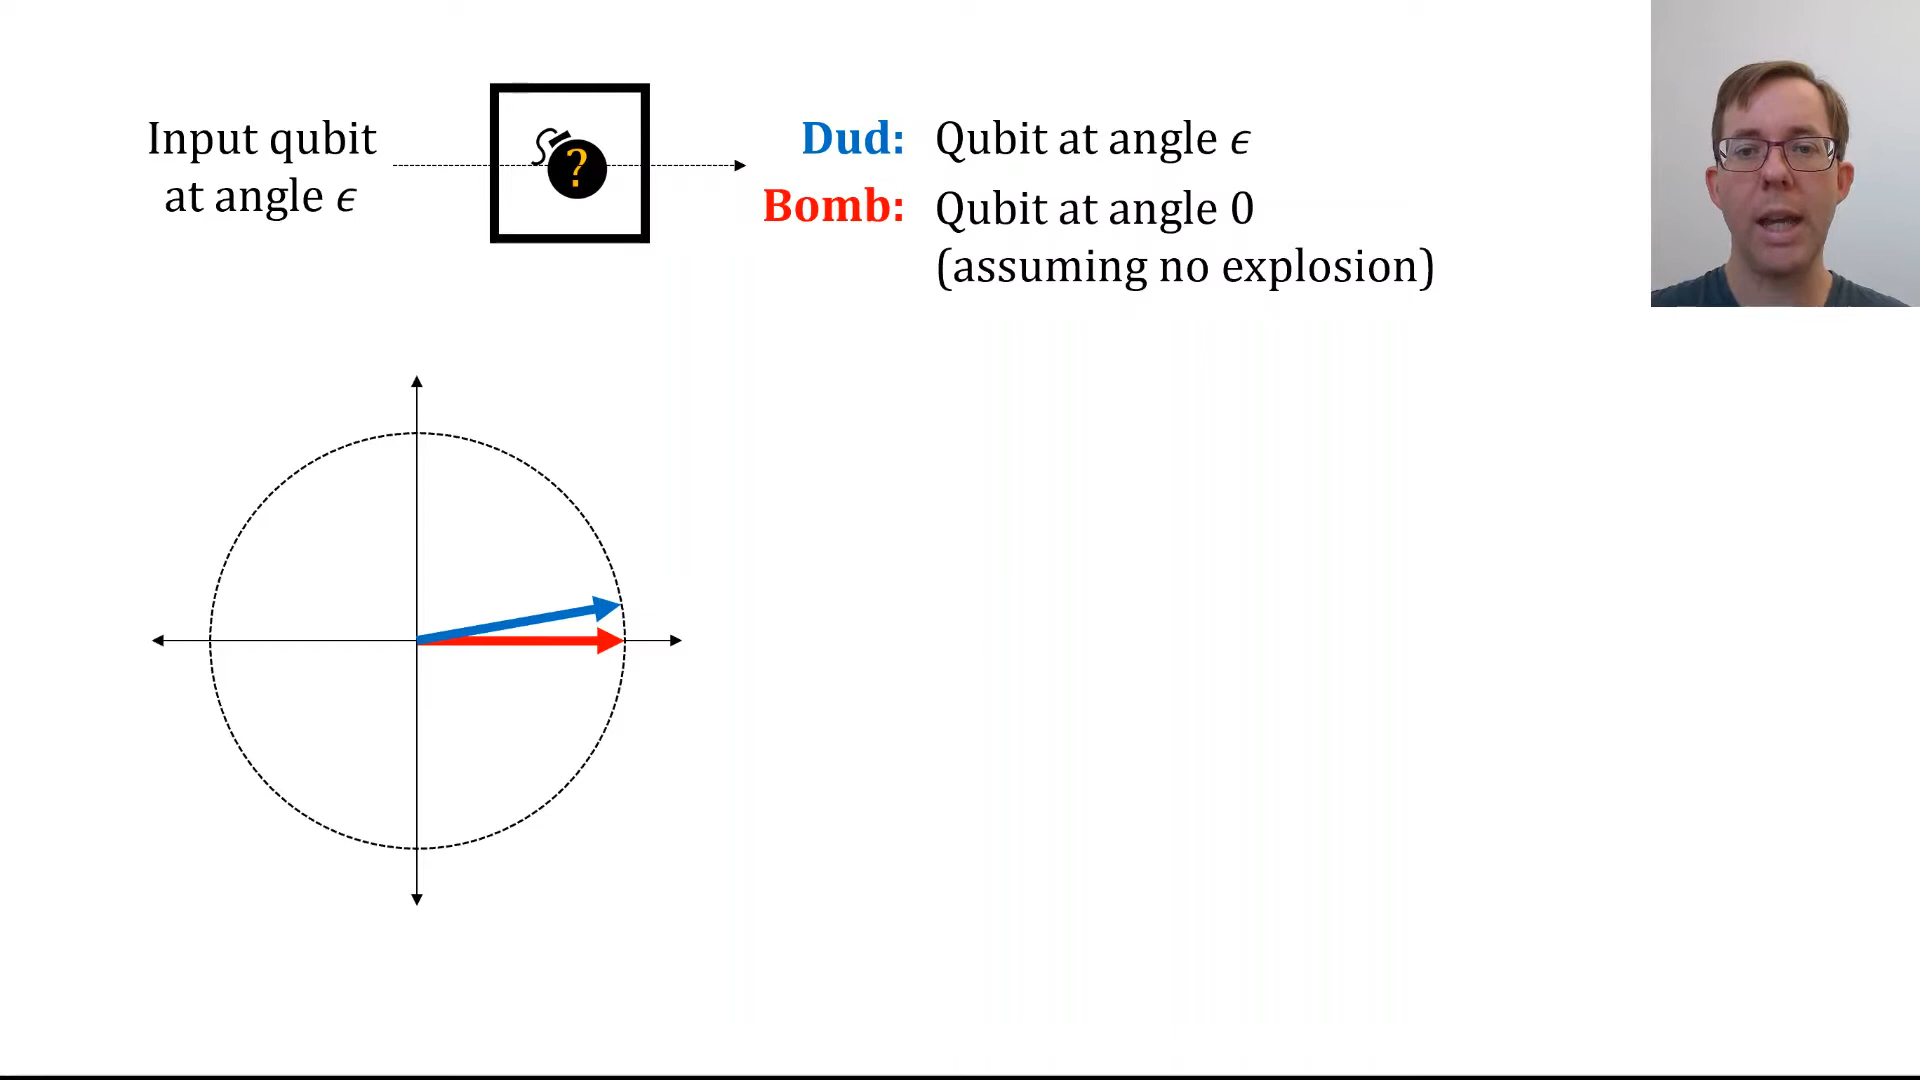 Input qubit
at angle ϵ
?
Dud: Qubit at angle ϵ
Bomb: Qubit at angle 0
(assuming no explosion)